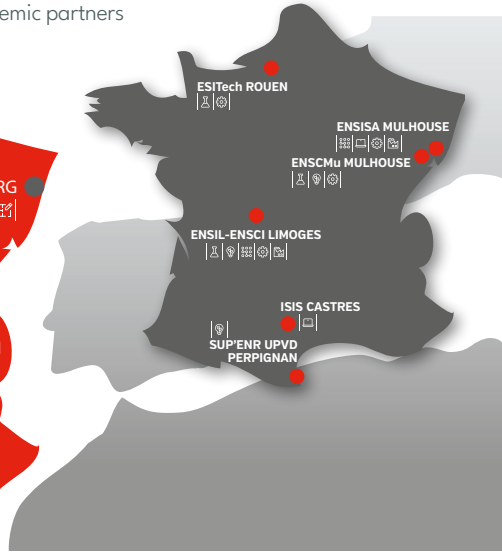 emic partners
ESITech ROUEN
ENSISA MULHOUSE
ENSCMu MULHOUSE
RG
ENSIL-ENSCI LIMOGES
ISIS CASTRES
SUP'ENR UPVD
PERPIGNAN